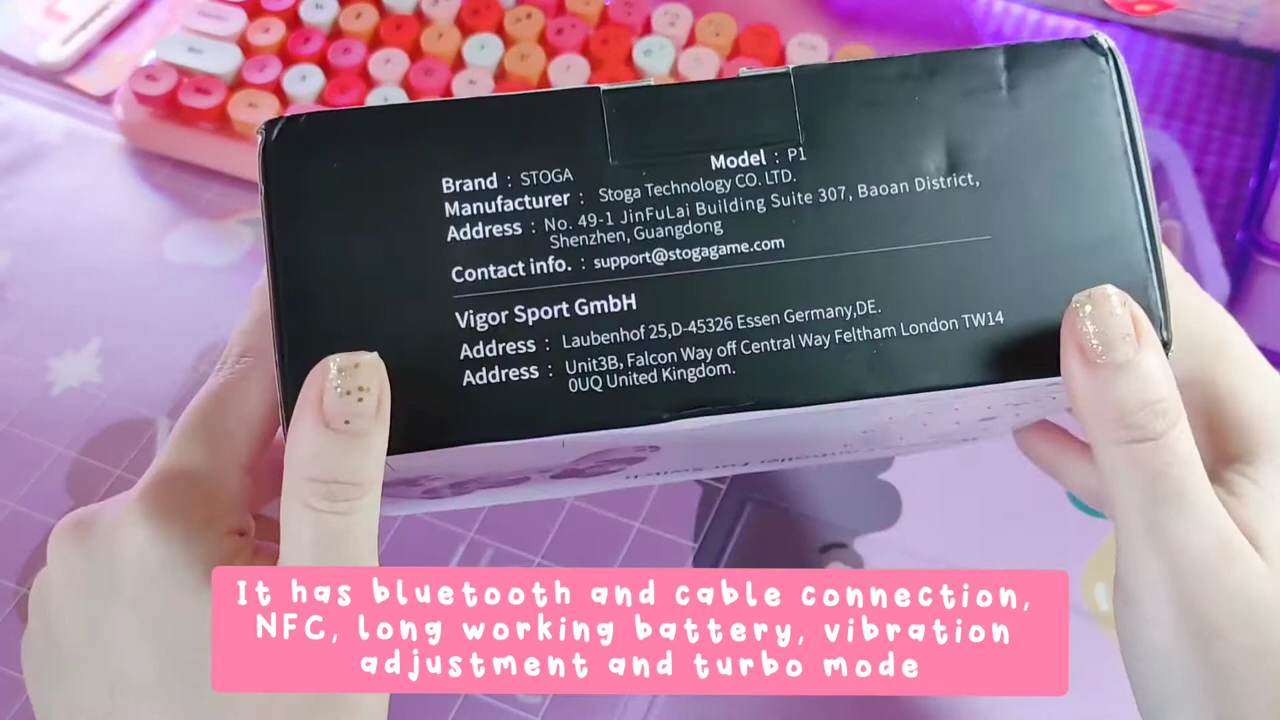 Brand : STOGA Model : P1
Manufacturer : Stoga Technology CO. LTD.
Address : No. 49-1 JinFuLai Building Suite 307, Baoan District,
Shenzhen, Guangdong
Contact info. : support@stogagame.com
Vigor Sport GmbH
Address : Laubenhof 25,D-45326 Essen Germany,DE.
Address : Unit3B, Falcon Way off Central Way Feltham London TW14
0UQ United Kingdom.
Controller For Switch
It has bluetooth and cable connection,
NFC, long working battery, vibration
adjustment and turbo mode